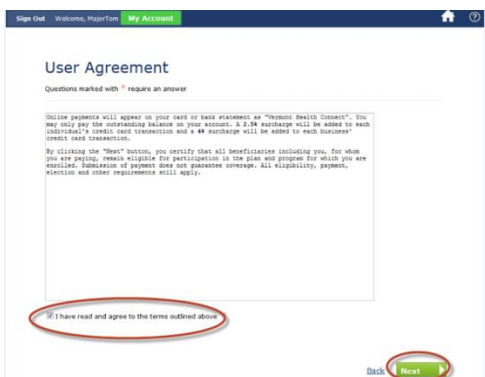 Sign Out Welcome, MajorTom My Account
User Agreement
Questions marked with * require an answer
Online payments will appear on your card or bank statement as "Vermont Health Connect". You
may only pay the outstanding balance on your account. A 2.5% surcharge will be added to each
individual's credit card transaction and a 4% surcharge will be added to each business'
credit card transaction.
By clicking the "Next" button, you certify that all beneficiaries including you, for whom
you are paying, remain eligible for participation in the plan and program for which you are
enrolled. Submission of payment does not guarantee coverage. All eligibility, payment,
election and other requirements still apply.
I have read and agree to the terms outlined above
Back Next